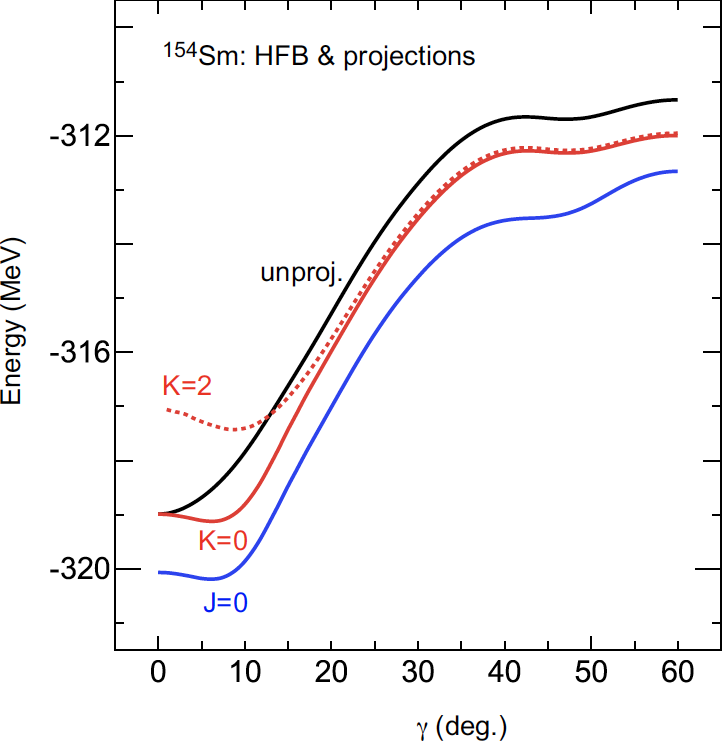 ¹⁵⁴Sm: HFB & projections
-312
unproj.
Energy (MeV)
-316
K=2
K=0
-320
J=0
0 10 20 30 40 50 60
γ (deg.)